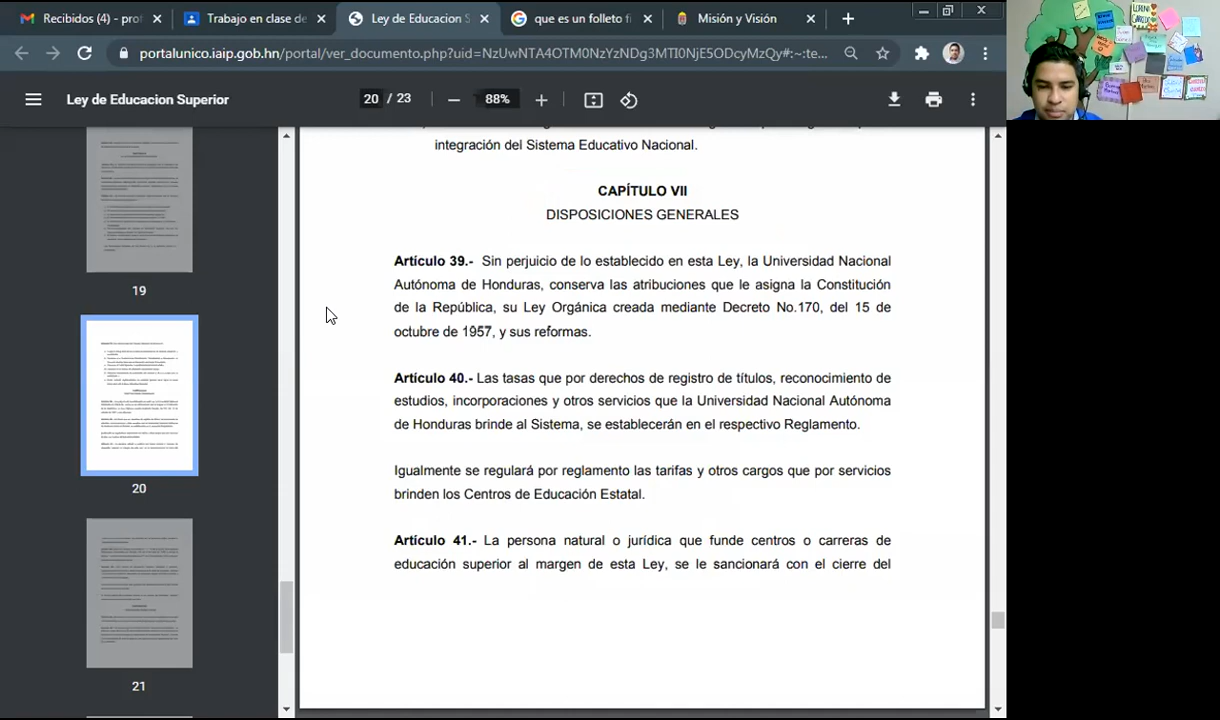 Recibidos (4) - prof
Trabajo en clase de
Ley de Educacion S
que es un folleto fi
Misión y Visión
portalunico.iaip.gob.hn/portal/ver_documento.php?uid=NzUwNTA4OTM0NzYzNDg3MTI0NjE5ODcyMzQy#:~:te...
Ley de Educacion Superior
20 / 23
88%
19
20
21
integración del Sistema Educativo Nacional.
CAPÍTULO VII
DISPOSICIONES GENERALES
Artículo 39.- Sin perjuicio de lo establecido en esta Ley, la Universidad Nacional
Autónoma de Honduras, conserva las atribuciones que le asigna la Constitución
de la República, su Ley Orgánica creada mediante Decreto No.170, del 15 de
octubre de 1957, y sus reformas.
Artículo 40.- Las tasas que por derechos de registro de títulos, reconocimiento de
estudios, incorporaciones y otros servicios que la Universidad Nacional Autónoma
de Honduras brinde al Sistema, se establecerán en el respectivo Reglamento.
Igualmente se regulará por reglamento las tarifas y otros cargos que por servicios
brinden los Centros de Educación Estatal.
Artículo 41.- La persona natural o jurídica que funde centros o carreras de
educación superior al margen de esta Ley, se le sancionará con el cierre del